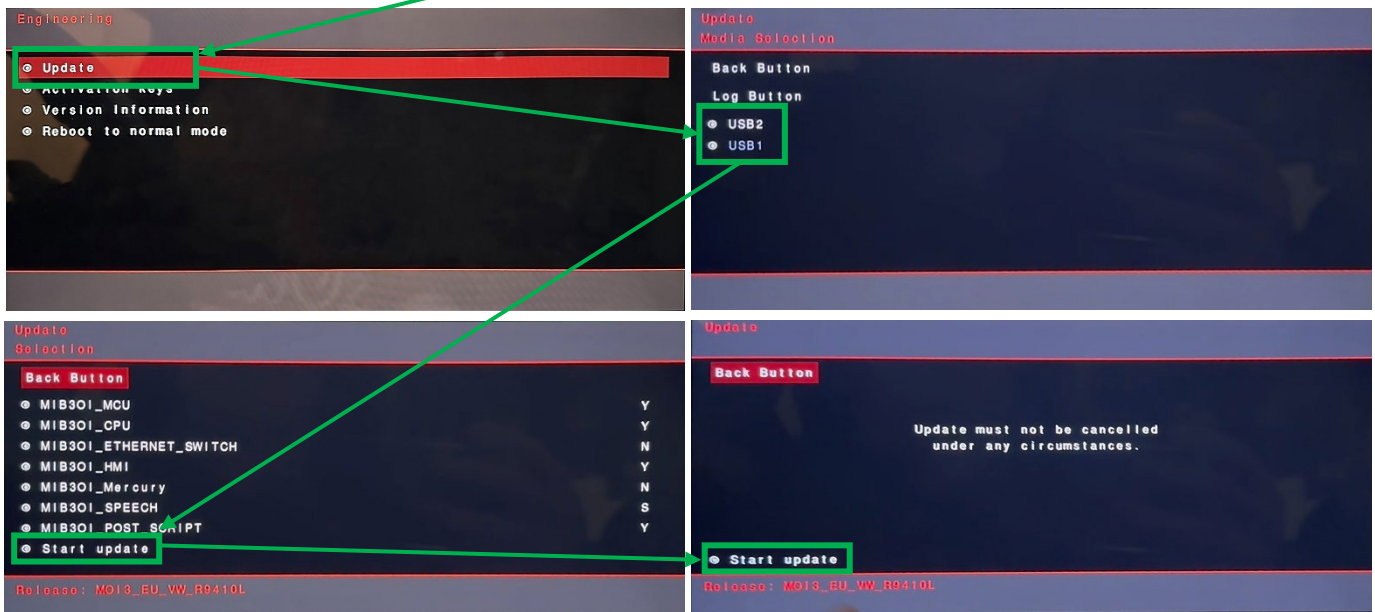 Engineering
Update
Activation Keys
Version Information
Reboot to normal mode
Update
Media Selection
Back Button
Log Button
USB2
USB1
Update
Selection
Back Button
MIB3OI_MCU Y
MIB3OI_CPU Y
MIB3OI_ETHERNET_SWITCH N
MIB3OI_HMI Y
MIB3OI_Mercury N
MIB3OI_SPEECH S
MIB3OI_POST_SCRIPT Y
Start update
Release: MOI3_EU_VW_R9410L
Update
Back Button
Update must not be cancelled
under any circumstances.
Start update
Release: MOI3_EU_VW_R9410L